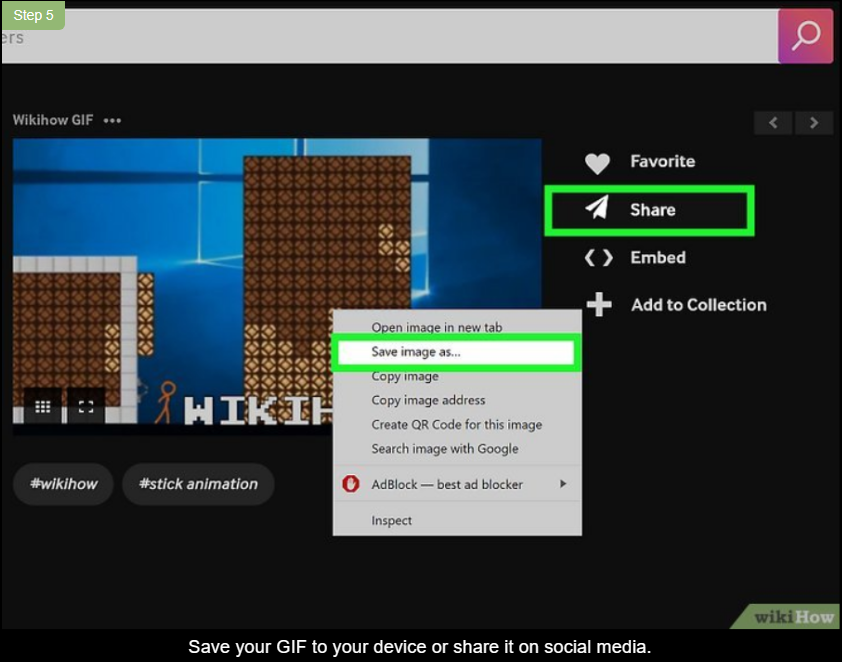 Step 5
ers
Wikihow GIF
Favorite
Share
Embed
Add to Collection
WIKIH
Open image in new tab
Save image as...
Copy image
Copy image address
Create QR Code for this image
Search image with Google
AdBlock — best ad blocker
Inspect
#wikihow
#stick animation
wikiHow
Save your GIF to your device or share it on social media.